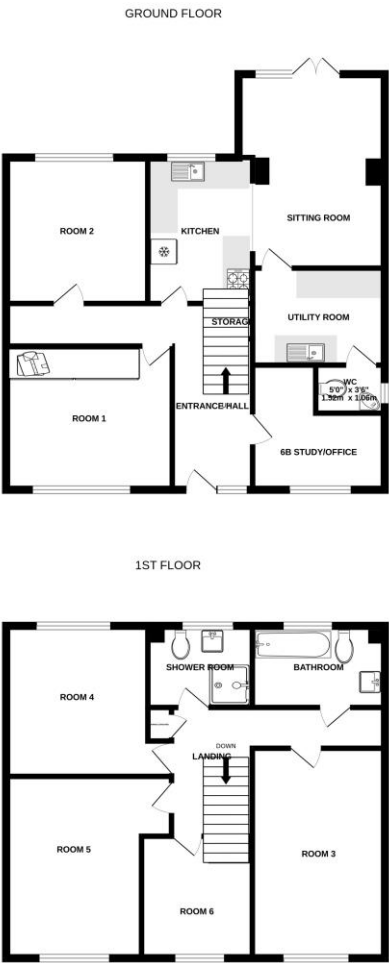 GROUND FLOOR
SITTING ROOM
ROOM 2
KITCHEN
UTILITY ROOM
STORAG
WC
5'0" x 3'6"
1.52m x 1.06m
ENTRANCE HALL
ROOM 1
6B STUDY/OFFICE
1ST FLOOR
SHOWER ROOM
BATHROOM
ROOM 4
DOWN
LANDING
ROOM 5
ROOM 3
ROOM 6